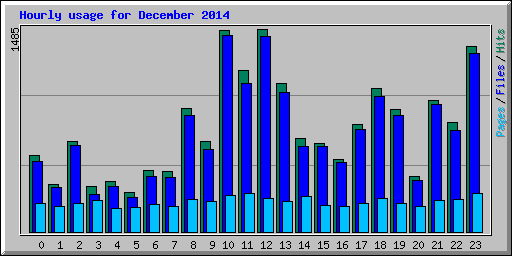 Hourly usage for December 2014
1485
Pages / Files / Hits
0 1 2 3 4 5 6 7 8 9 10 11 12 13 14 15 16 17 18 19 20 21 22 23